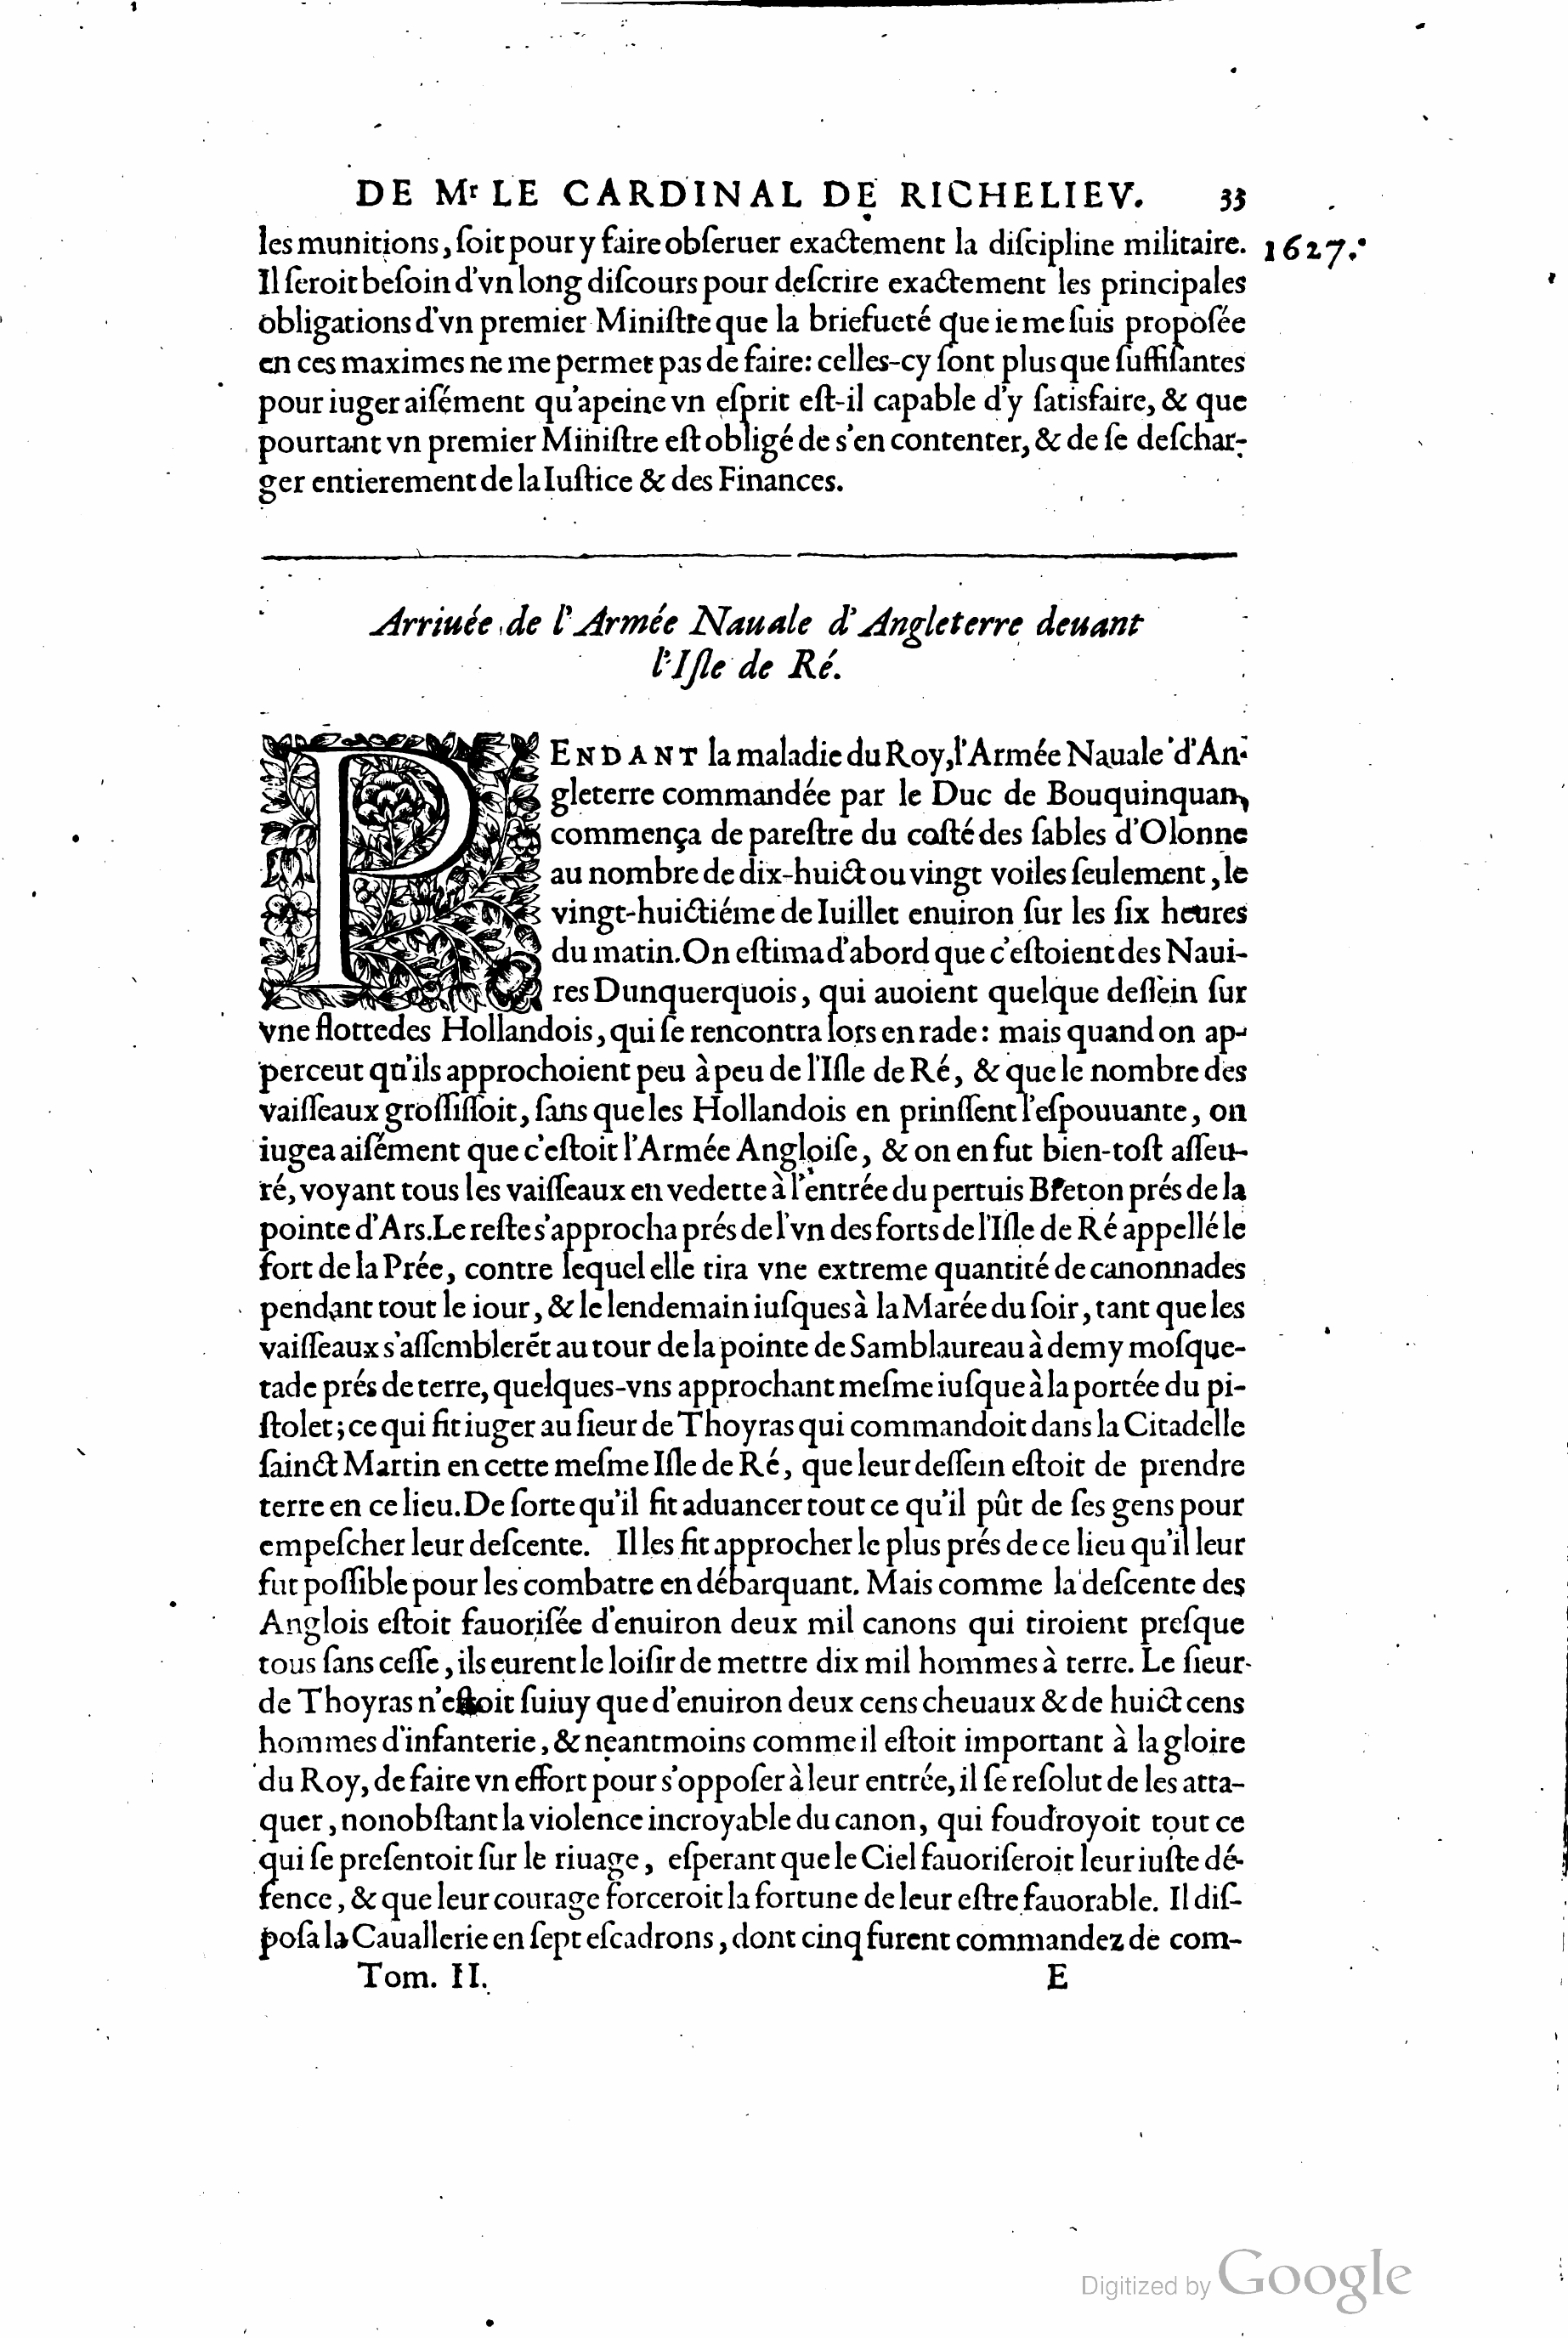 DE Mr LE CARDINAL DE RICHELIEV. 33
les munitions, ſoit pour y faire obſeruer exactement la diſcipline militaire. 1627.
Il ſeroit beſoin d'vn long diſcours pour deſcrire exactement les principales
obligations d'vn premier Miniſtre que la briefueté que ie me ſuis propoſée
en ces maximes ne me permet pas de faire: celles-cy ſont plus que ſuffiſantes
pour iuger aiſément qu'apeine vn eſprit eſt-il capable d'y ſatisfaire, & que
pourtant vn premier Miniſtre eſt obligé de s'en contenter, & de ſe deſchar-
ger entierement de la Iuſtice & des Finances.
Arriuée de l'Armée Nauale d'Angleterre deuant
l'Iſle de Ré.
PENDANT la maladie du Roy, l'Armée Nauale d'An-
gleterre commandée par le Duc de Bouquinquan,
commença de pareſtre du coſté des ſables d'Olonne
au nombre de dix-huict ou vingt voiles ſeulement, le
vingt-huictiéme de Iuillet enuiron ſur les ſix heures
du matin. On eſtima d'abord que c'eſtoient des Naui-
res Dunquerquois, qui auoient quelque deſſein ſur
vne flotte des Hollandois, qui ſe rencontra lors en rade: mais quand on ap-
perceut qu'ils approchoient peu à peu de l'Iſle de Ré, & que le nombre des
vaiſſeaux groſſiſſoit, ſans que les Hollandois en prinſſent l'eſpouuante, on
iugea aiſément que c'eſtoit l'Armée Angloiſe, & on en fut bien-toſt aſſeu-
ré, voyant tous les vaiſſeaux en vedette à l'entrée du pertuis Breton prés de la
pointe d'Ars. Le reſte s'approcha prés de l'vn des forts de l'Iſle de Ré appellé le
fort de la Prée, contre lequel elle tira vne extreme quantité de canonnades
pendant tout le iour, & le lendemain iuſques à la Marée du ſoir, tant que les
vaiſſeaux s'aſſemblerẽt au tour de la pointe de Samblaureau à demy moſque-
tade prés de terre, quelques-vns approchant meſme iuſque à la portée du pi-
ſtolet; ce qui fit iuger au ſieur de Thoyras qui commandoit dans la Citadelle
ſainct Martin en cette meſme Iſle de Ré, que leur deſſein eſtoit de prendre
terre en ce lieu. De ſorte qu'il fit aduancer tout ce qu'il pût de ſes gens pour
empeſcher leur deſcente. Il les fit approcher le plus prés de ce lieu qu'il leur
fut poſſible pour les combatre en débarquant. Mais comme la deſcente des
Anglois eſtoit fauoriſée d'enuiron deux mil canons qui tiroient preſque
tous ſans ceſſe, ils eurent le loiſir de mettre dix mil hommes à terre. Le ſieur
de Thoyras n'eſtoit ſuiuy que d'enuiron deux cens cheuaux & de huict cens
hommes d'infanterie, & neantmoins comme il eſtoit important à la gloire
du Roy, de faire vn effort pour s'oppoſer à leur entrée, il ſe reſolut de les atta-
quer, nonobſtant la violence incroyable du canon, qui foudroyoit tout ce
qui ſe preſentoit ſur le riuage, eſperant que le Ciel fauoriſeroit leur iuſte dé-
fence, & que leur courage forceroit la fortune de leur eſtre fauorable. Il diſ-
poſa la Cauallerie en ſept eſcadrons, dont cinq furent commandez de com-
Tom. II. E
Digitized by Google